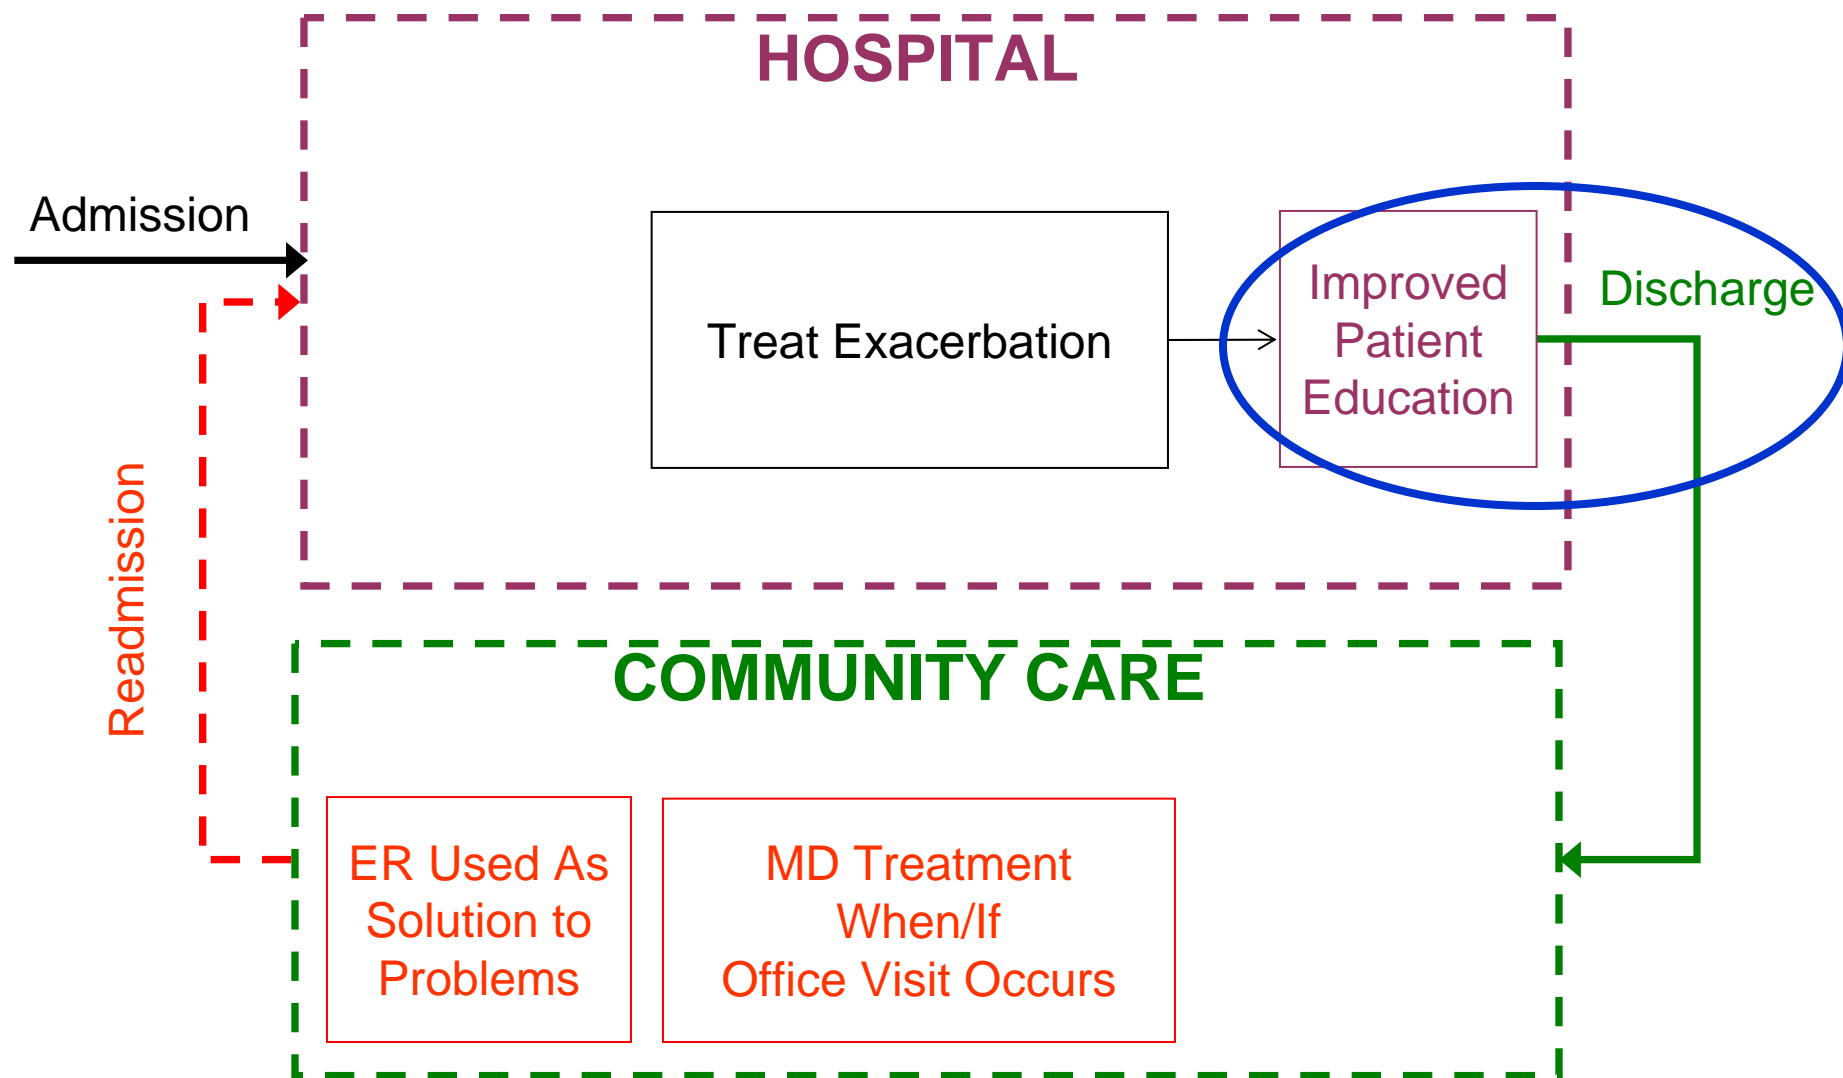 HOSPITAL
Admission
Treat Exacerbation
Improved
Patient
Education
Discharge
Readmission
COMMUNITY CARE
ER Used As
Solution to
Problems
MD Treatment
When/If
Office Visit Occurs